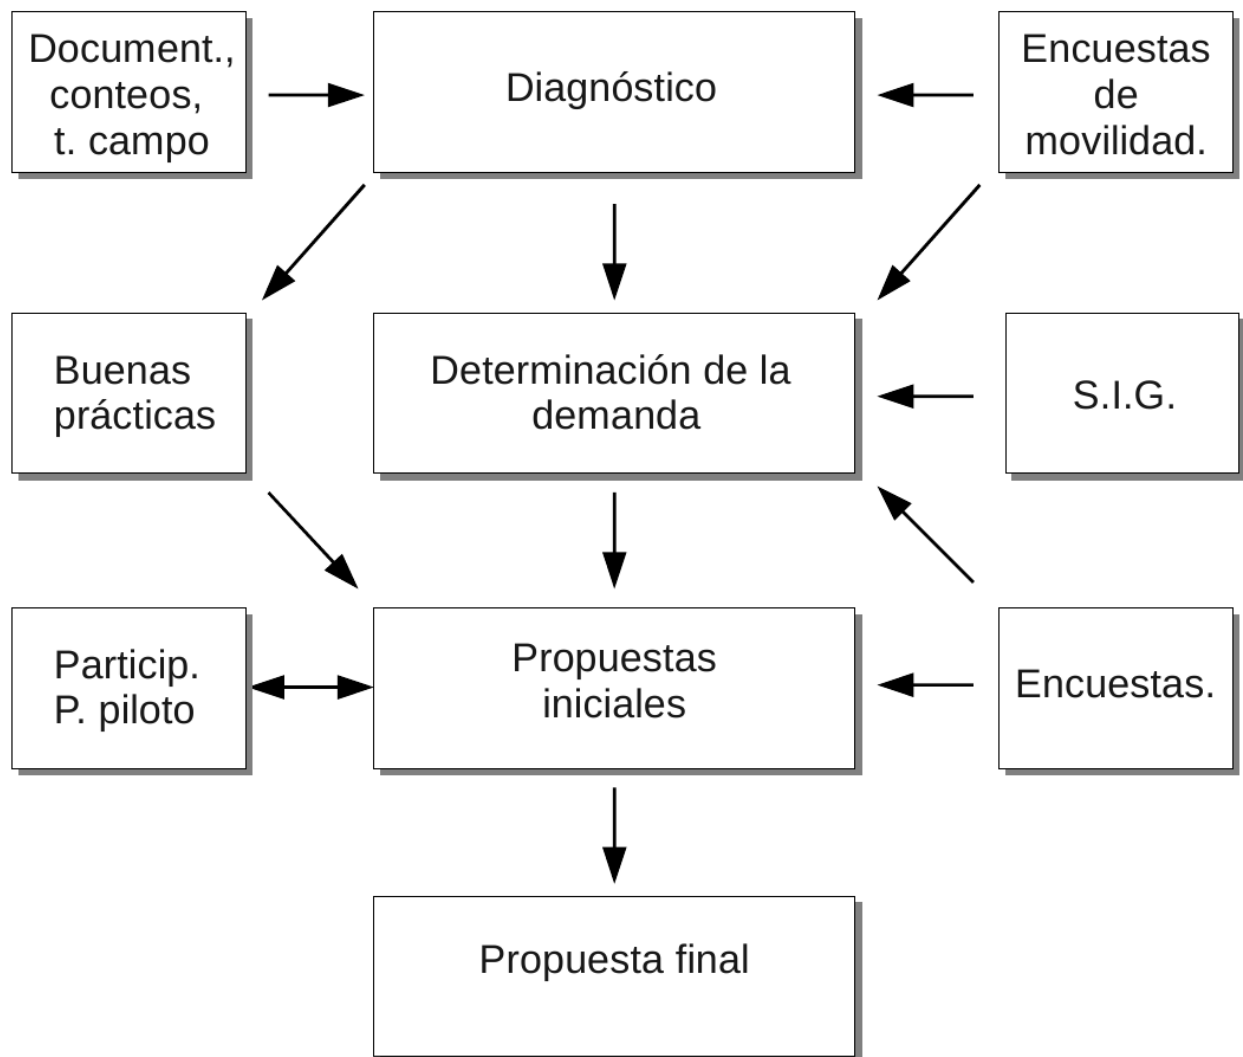 Document.,
conteos,
t. campo
Diagnóstico
Encuestas
de
movilidad.
Buenas
prácticas
Determinación de la
demanda
S.I.G.
Particip.
P. piloto
Propuestas
iniciales
Encuestas.
Propuesta final